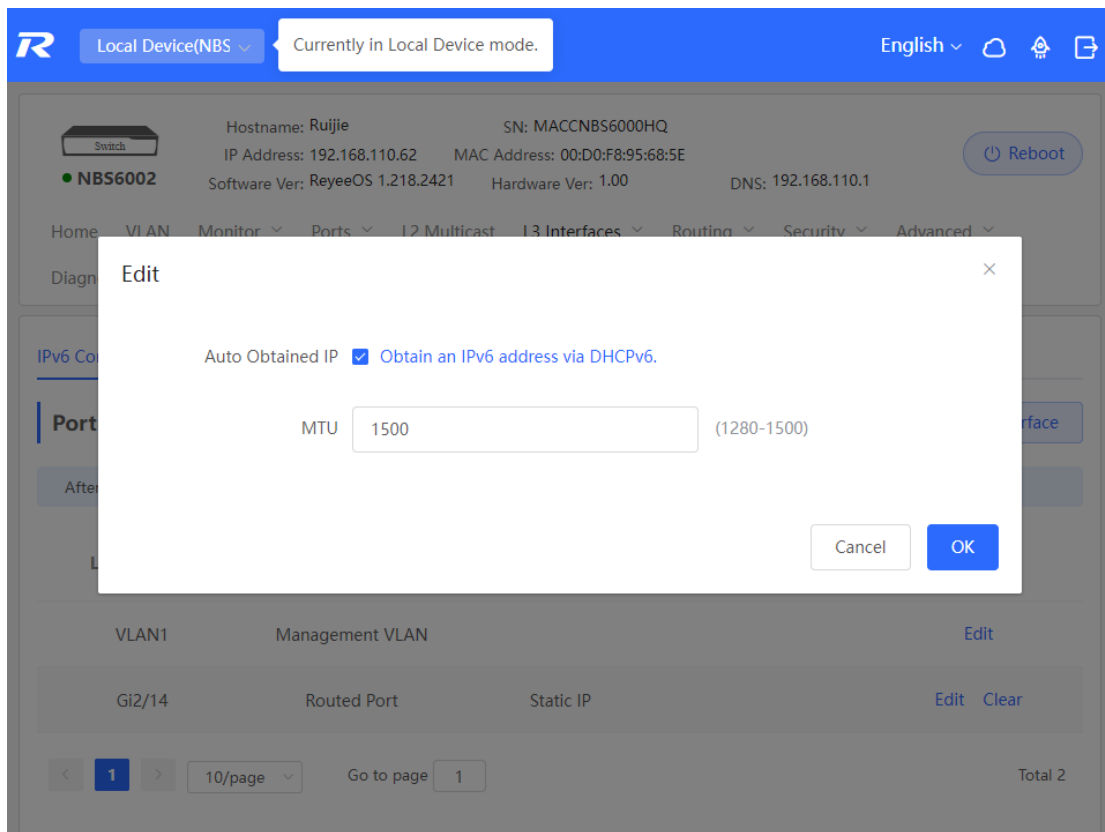 Local Device(NBS
Currently in Local Device mode.
English
Switch
NBS6002
Hostname: Ruijie
SN: MACCNBS6000HQ
IP Address: 192.168.110.62
MAC Address: 00:D0:F8:95:68:5E
Software Ver: ReyeeOS 1.218.2421
Hardware Ver: 1.00
DNS: 192.168.110.1
Reboot
Home VLAN Monitor Ports L2 Multicast L3 Interfaces Routing Security Advanced
Diagn
Edit
IPv6 Co
Auto Obtained IP Obtain an IPv6 address via DHCPv6.
Port
rface
MTU 1500 (1280-1500)
After
Cancel OK
L
VLAN1 Management VLAN Edit
Gi2/14 Routed Port Static IP Edit Clear
1 10/page Go to page 1 Total 2